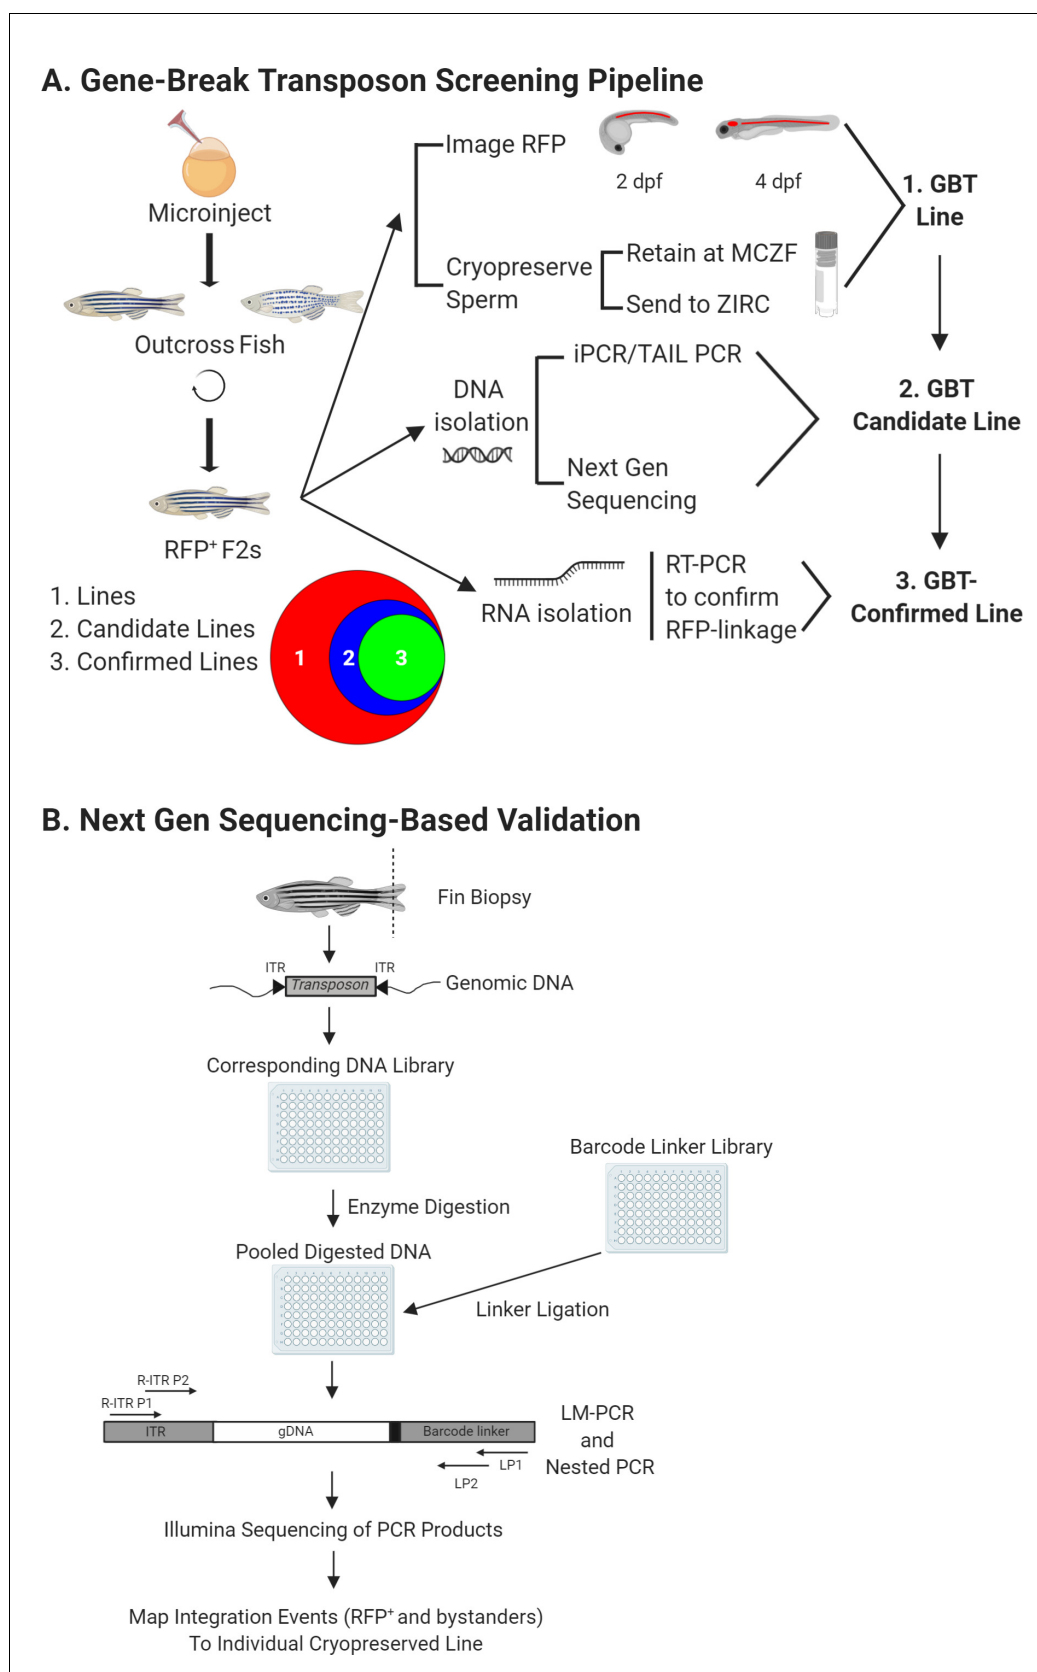 A. Gene-Break Transposon Screening Pipeline
Microinject
Outcross Fish
RFP⁺ F2s
1. Lines
2. Candidate Lines
3. Confirmed Lines
1
2
3
Image RFP
2 dpf
4 dpf
Cryopreserve
Sperm
Retain at MCZF
Send to ZIRC
1. GBT
Line
DNA
isolation
iPCR/TAIL PCR
Next Gen
Sequencing
2. GBT
Candidate Line
RNA isolation
RT-PCR
to confirm
RFP-linkage
3. GBT-
Confirmed Line
B. Next Gen Sequencing-Based Validation
Fin Biopsy
ITR
ITR
Transposon
Genomic DNA
Corresponding DNA Library
Barcode Linker Library
Enzyme Digestion
Pooled Digested DNA
Linker Ligation
R-ITR P2
R-ITR P1
ITR
gDNA
Barcode linker
LP1
LP2
LM-PCR
and
Nested PCR
Illumina Sequencing of PCR Products
Map Integration Events (RFP⁺ and bystanders)
To Individual Cryopreserved Line